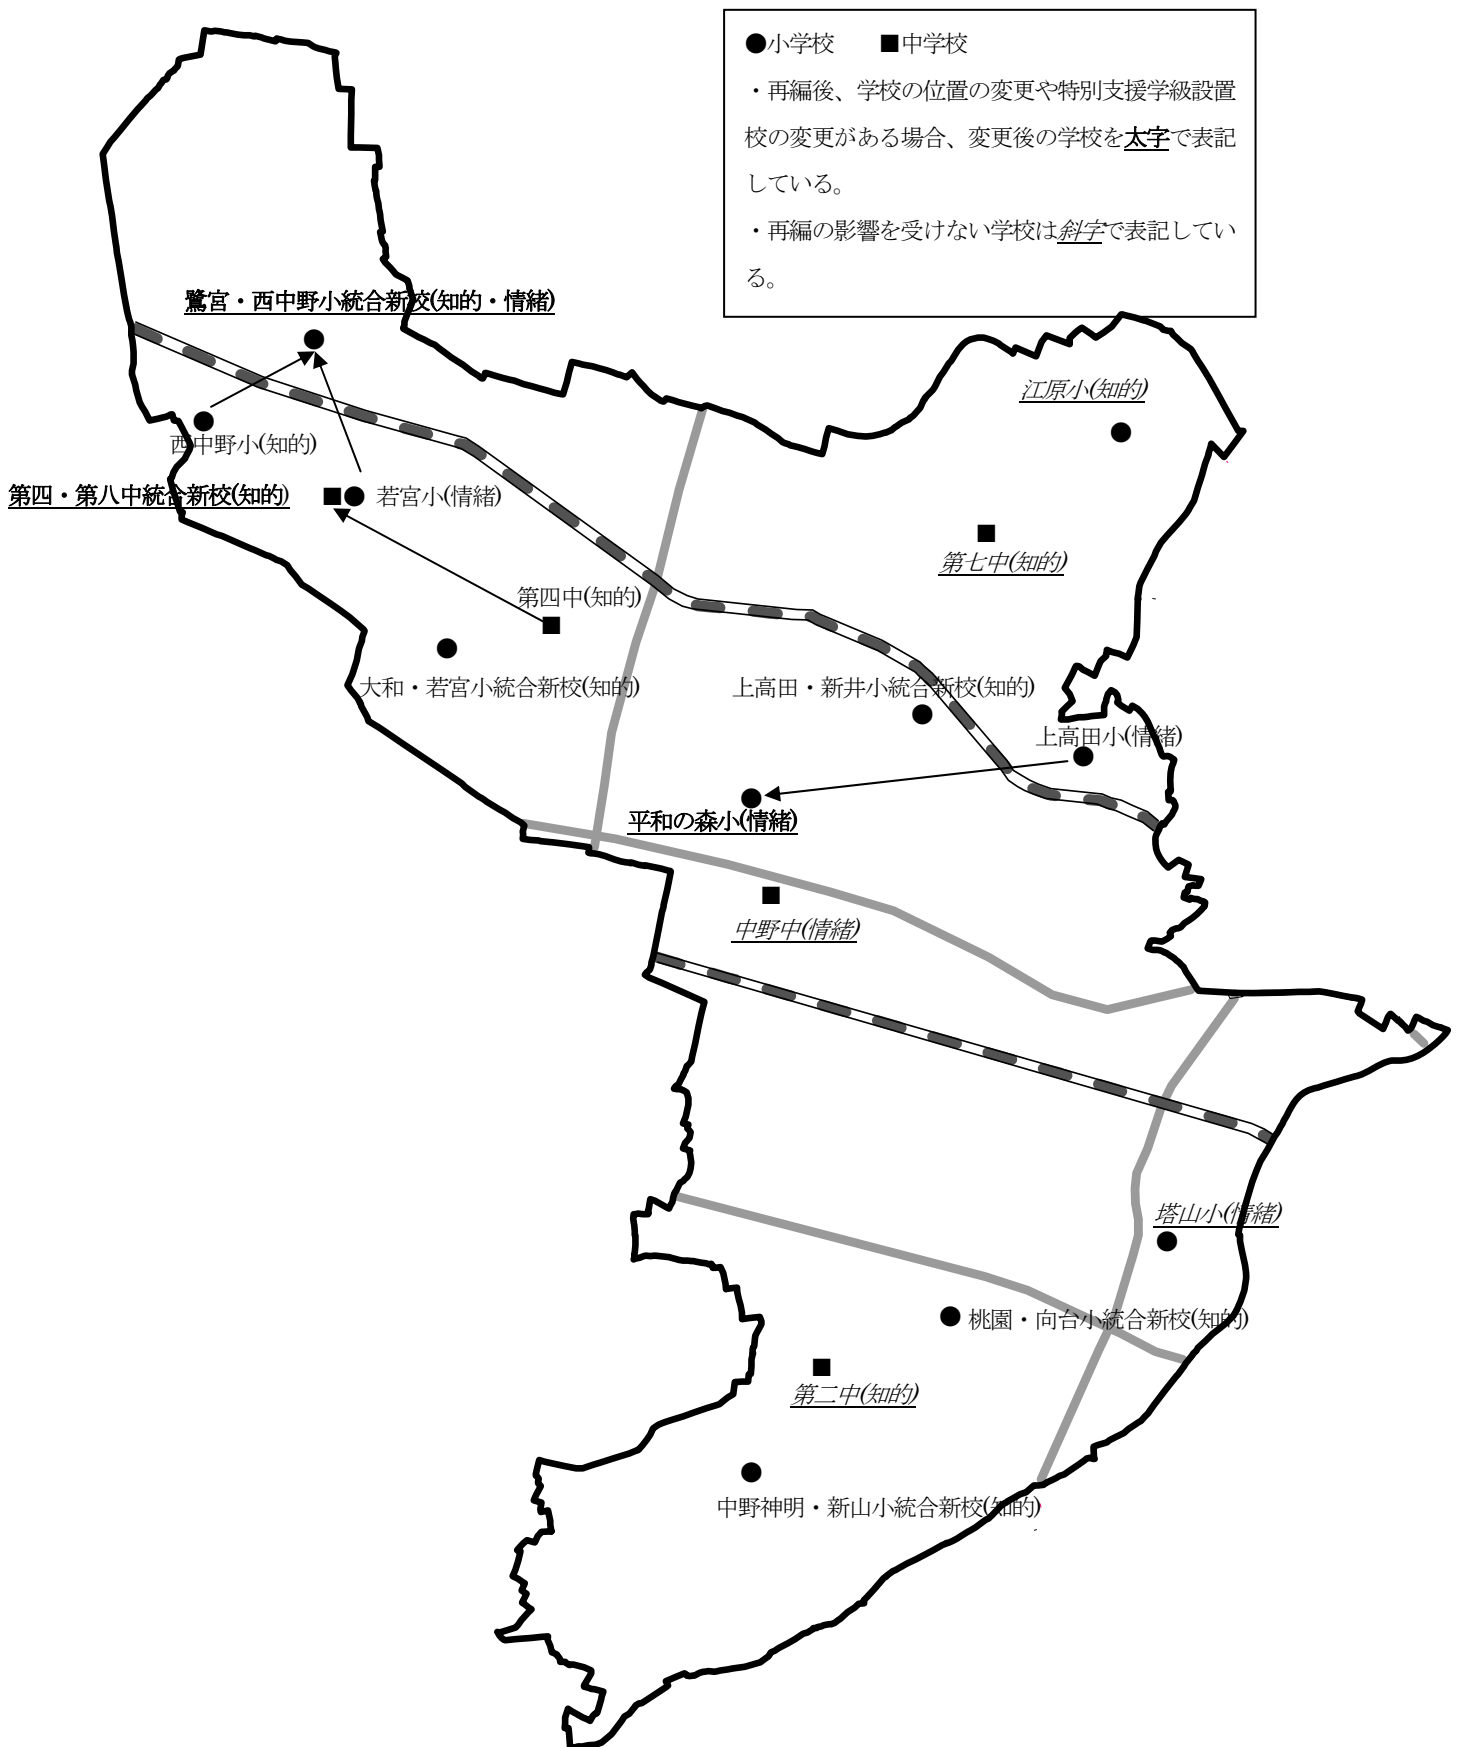 ●小学校　　■中学校
・再編後、学校の位置の変更や特別支援学級設置
校の変更がある場合、変更後の学校を太字で表記
している。
・再編の影響を受けない学校は斜字で表記してい
る。
鷺宮・西中野小統合新校(知的・情緒)
江原小(知的)
西中野小(知的)
第四・第八中統合新校(知的)
若宮小(情緒)
第七中(知的)
第四中(知的)
大和・若宮小統合新校(知的)
上高田・新井小統合新校(知的)
上高田小(情緒)
平和の森小(情緒)
中野中(情緒)
塔山小(情緒)
桃園・向台小統合新校(知的)
第二中(知的)
中野神明・新山小統合新校(知的)